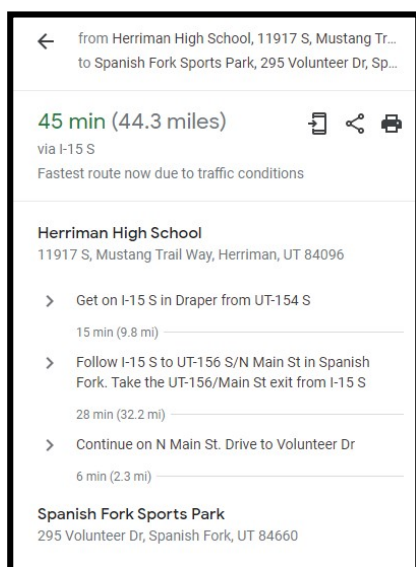 from Herriman High School, 11917 S, Mustang Tr...
to Spanish Fork Sports Park, 295 Volunteer Dr, Sp...
45 min (44.3 miles)
via I-15 S
Fastest route now due to traffic conditions
Herriman High School
11917 S, Mustang Trail Way, Herriman, UT 84096
Get on I-15 S in Draper from UT-154 S
15 min (9.8 mi)
Follow I-15 S to UT-156 S/N Main St in Spanish
Fork. Take the UT-156/Main St exit from I-15 S
28 min (32.2 mi)
Continue on N Main St. Drive to Volunteer Dr
6 min (2.3 mi)
Spanish Fork Sports Park
295 Volunteer Dr, Spanish Fork, UT 84660